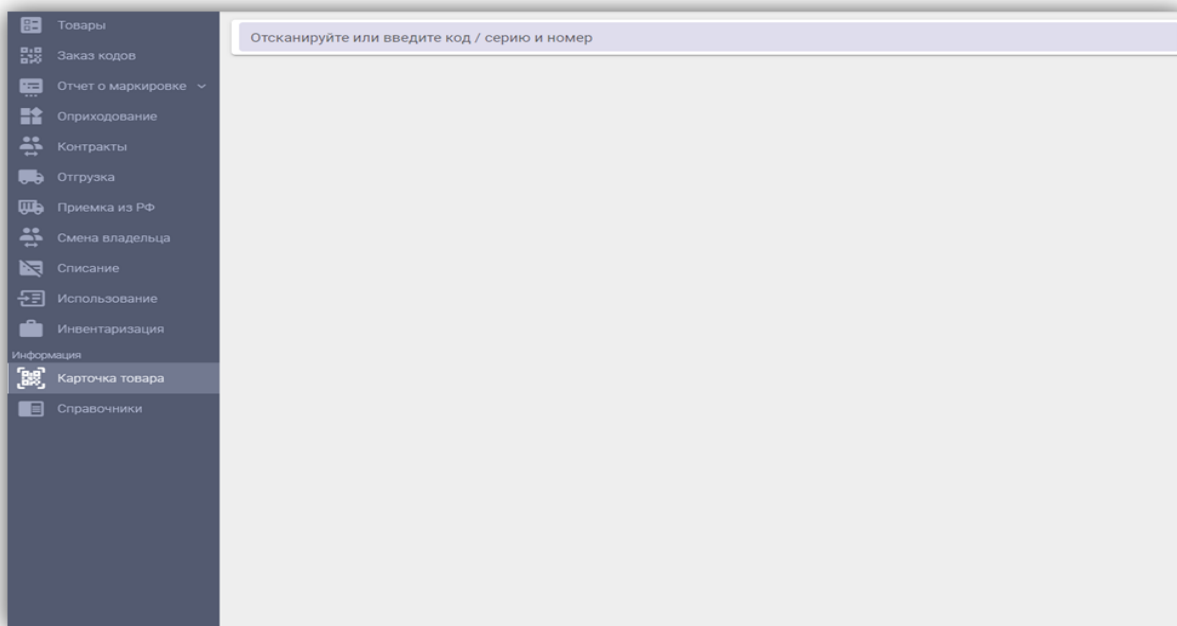 Товары
Заказ кодов
Отчет о маркировке
Оприходование
Контракты
Отгрузка
Приемка из РФ
Смена владельца
Списание
Использование
Инвентаризация
Информация
Карточка товара
Справочники
Отсканируйте или введите код / серию и номер